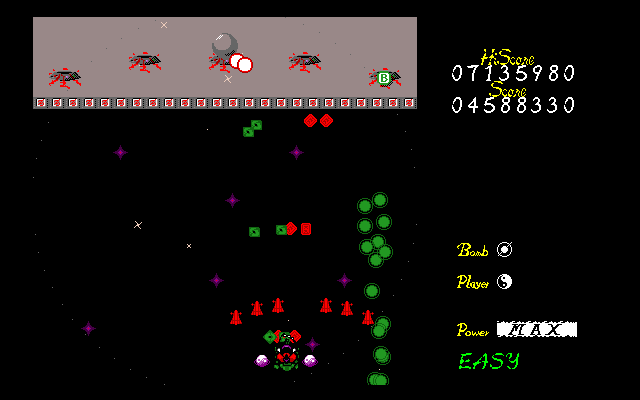 HiScore
07135980
Score
04588330
B
Bomb
Player
Power MAX
EASY